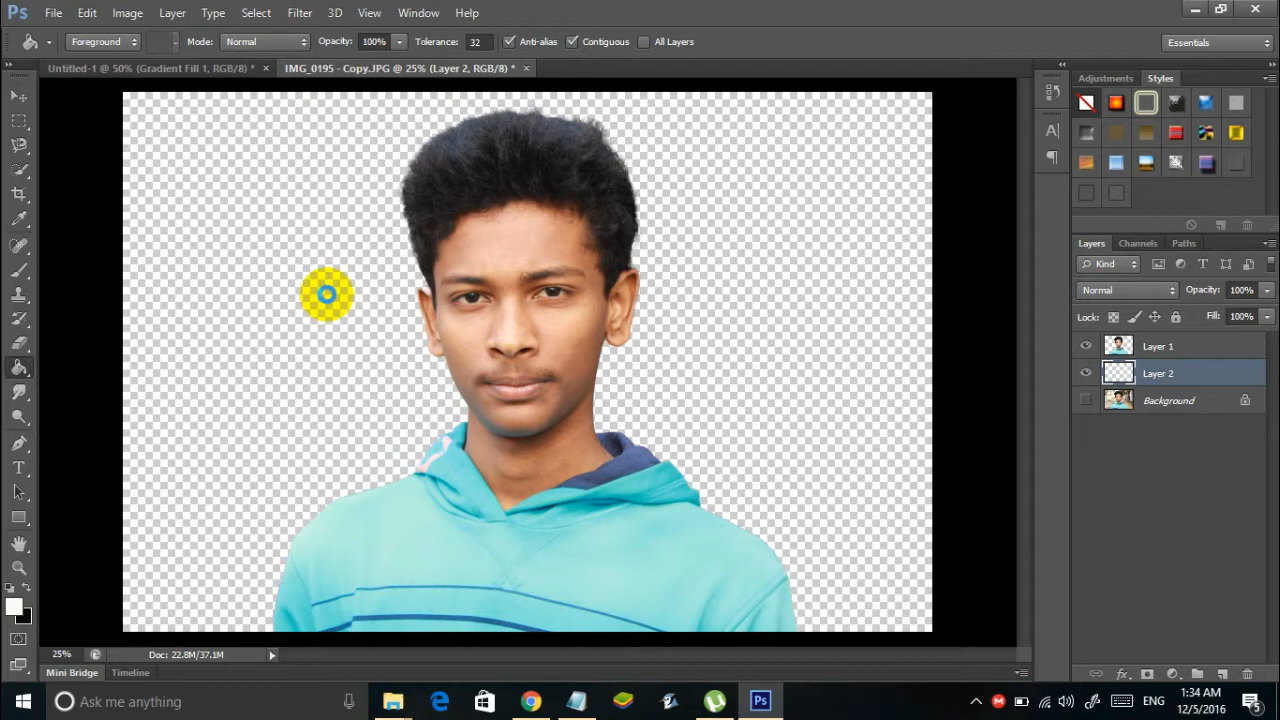 Ps File Edit Image Layer Type Select Filter 3D View Window Help
Foreground Mode: Normal Opacity: 100% Tolerance: 32 Anti-alias Contiguous All Layers Essentials
Untitled-1 @ 50% (Gradient Fill 1, RGB/8) * × IMG_0195 - Copy.JPG @ 25% (Layer 2, RGB/8) * ×
Adjustments Styles
Layers Channels Paths
Kind
Normal Opacity: 100%
Lock: Fill: 100%
Layer 1
Layer 2
Background
25% Doc: 22.8M/37.1M
Mini Bridge Timeline
Ask me anything
Ps
ENG
1:34 AM
12/5/2016
5